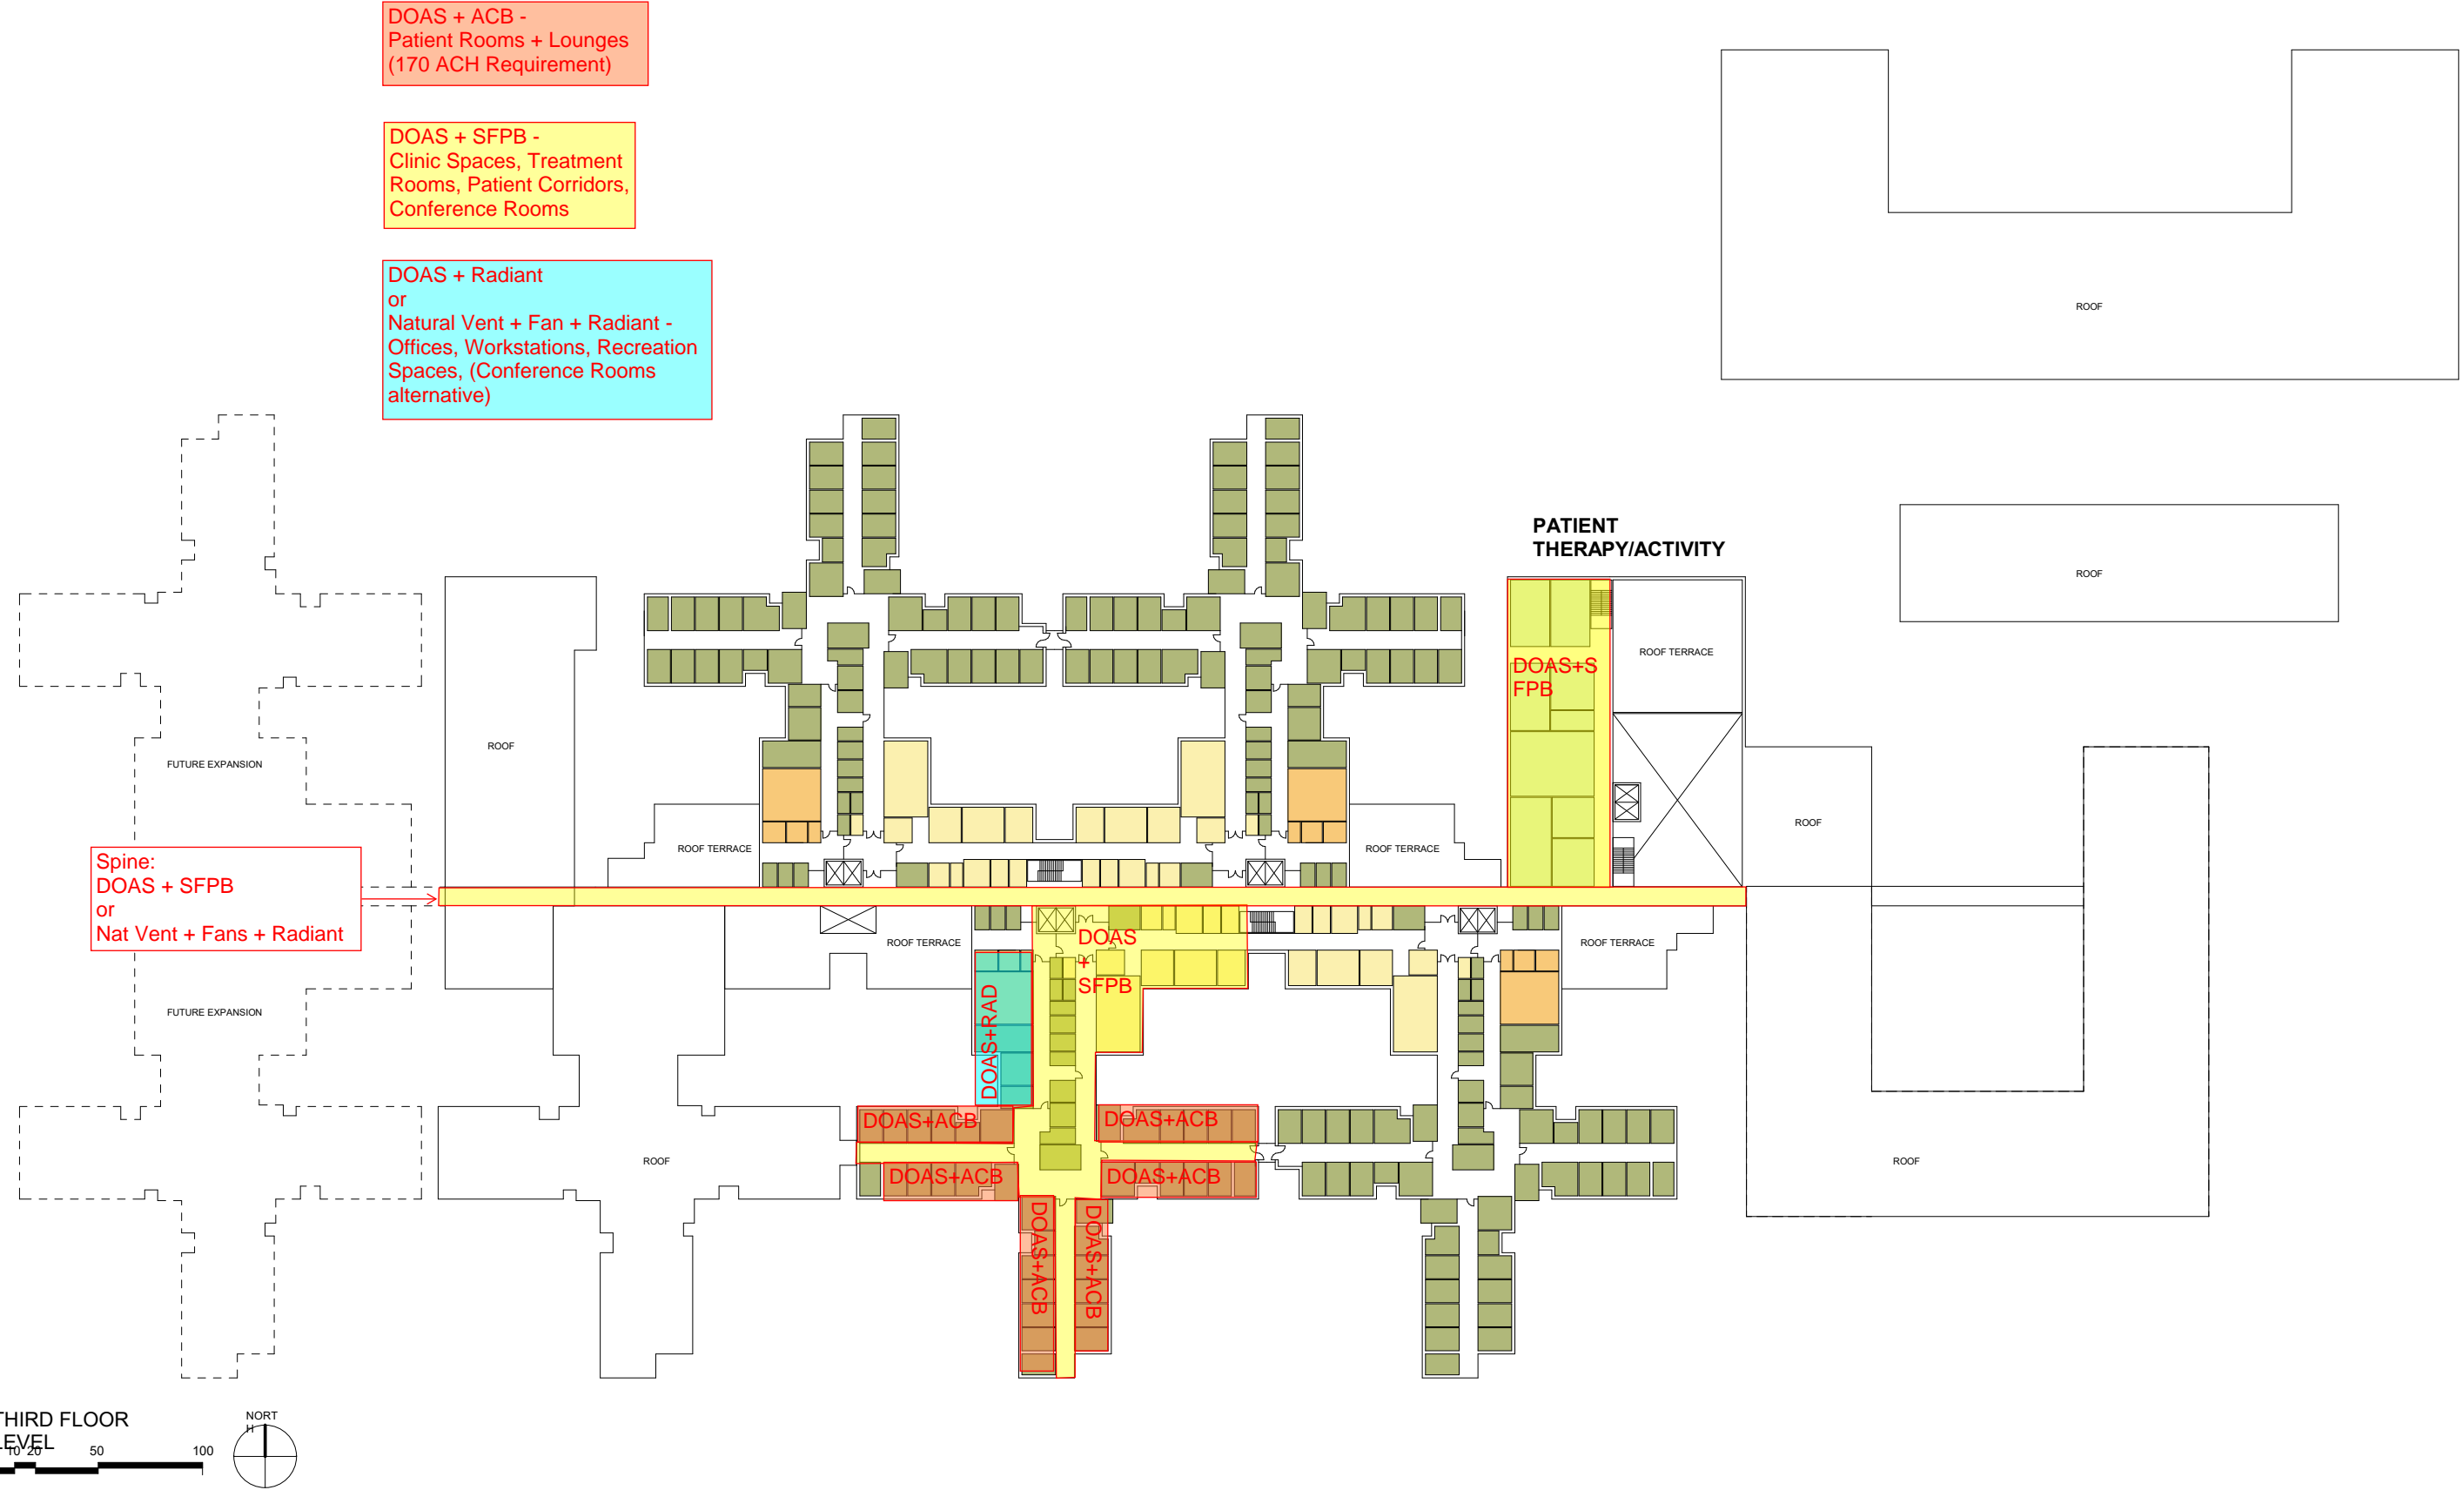 DOAS + ACB -
Patient Rooms + Lounges
(170 ACH Requirement)
DOAS + SFPB -
Clinic Spaces, Treatment
Rooms, Patient Corridors,
Conference Rooms
DOAS + Radiant
or
Natural Vent + Fan + Radiant -
Offices, Workstations, Recreation
Spaces, (Conference Rooms
alternative)
ROOF
PATIENT
THERAPY/ACTIVITY
ROOF
ROOF TERRACE
DOAS+S
FPB
ROOF
FUTURE EXPANSION
ROOF
ROOF TERRACE
ROOF TERRACE
Spine:
DOAS + SFPB
or
Nat Vent + Fans + Radiant
ROOF TERRACE
DOAS
+
SFPB
ROOF TERRACE
FUTURE EXPANSION
DOAS+RAD
DOAS+ACB
DOAS+ACB
ROOF
ROOF
DOAS+ACB
DOAS+ACB
DOAS+ACB
DOAS+ACB
THIRD FLOOR
LEVEL
10 20 50 100
NORT
H